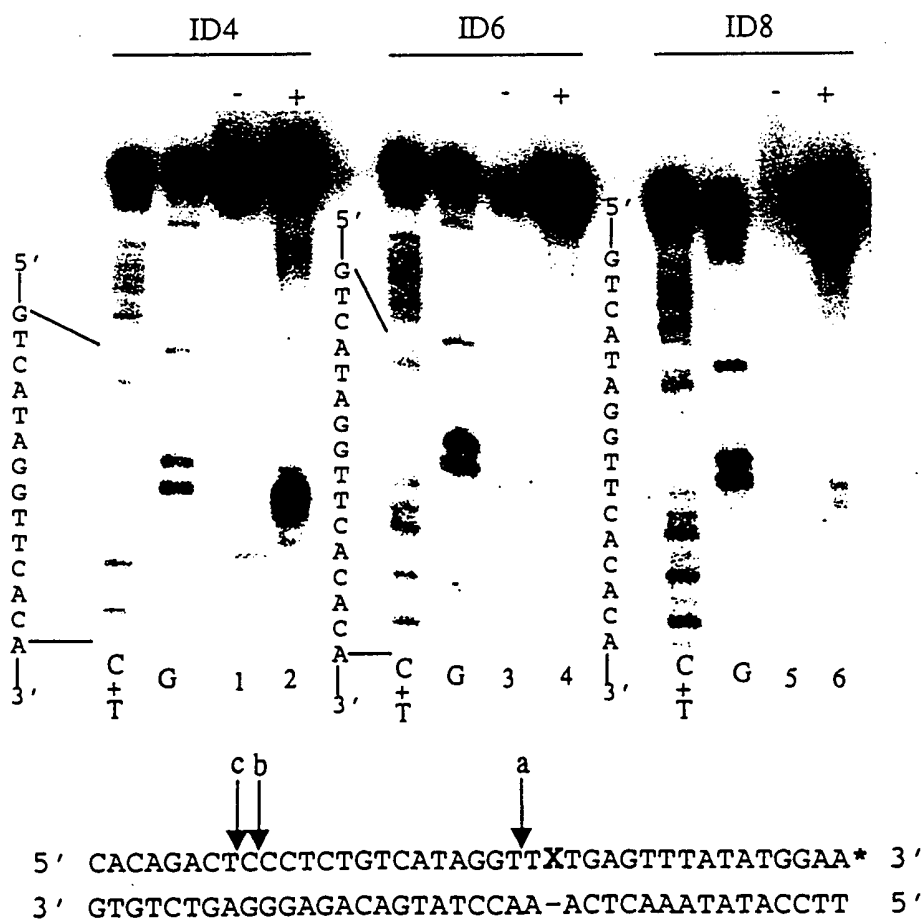 ID4
ID6
ID8
- +
- +
- +
5'
G
T
C
A
T
A
G
G
T
T
C
A
C
A
3'
5'
G
T
C
A
T
A
G
G
T
T
C
A
C
A
C
A
3'
5'
G
T
C
A
T
A
G
G
T
T
C
A
C
A
C
A
3'
C+T G 1 2
C+T G 3 4
C+T G 5 6
c b a
5' CACAGACTCCCTCTGTCATAGGTTXTGAGTTTATATGGAA* 3'
3' GTGTCTGAGGGAGACAGTATCCAA-ACTCAAATATACCTT 5'